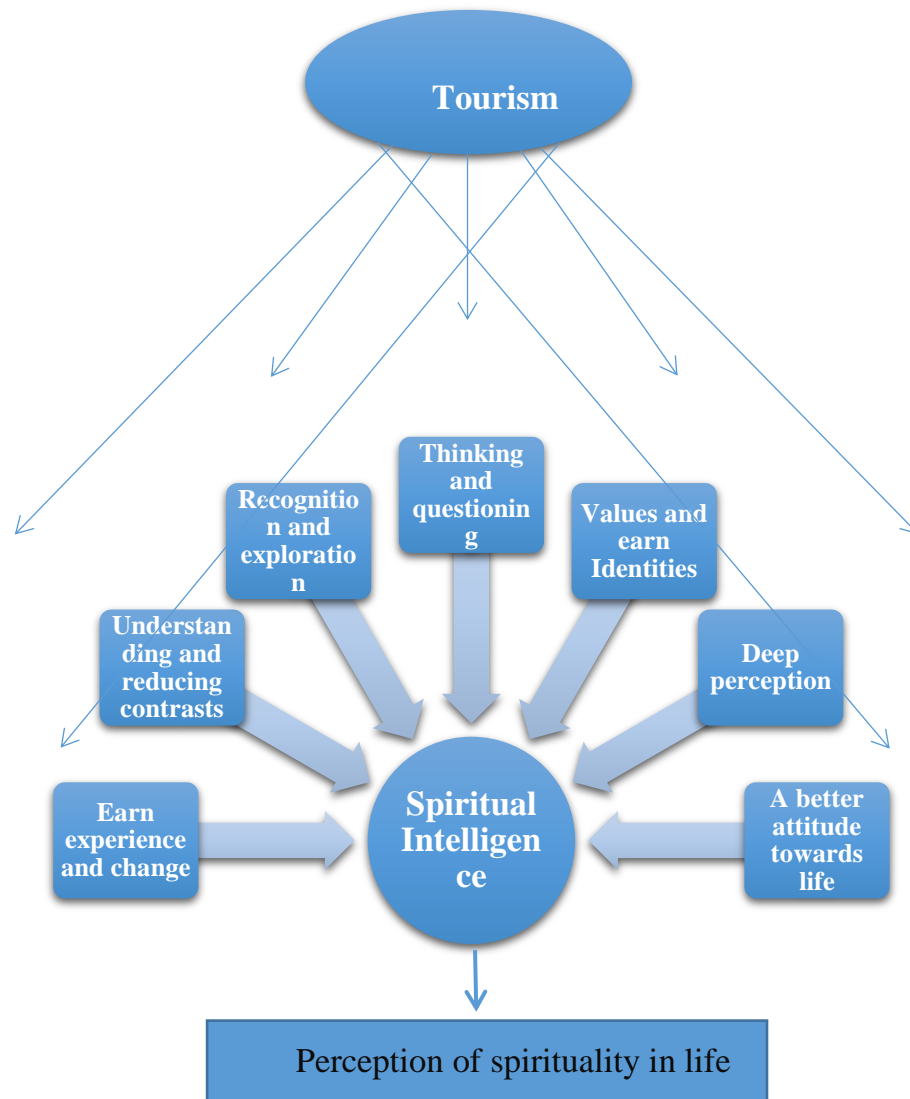 Tourism
Thinking
and
questionin
g
Recognitio
n and
exploratio
n
Values and
earn
Identities
Understan
ding and
reducing
contrasts
Deep
perception
Earn
experience
and change
Spiritual
Intelligen
ce
A better
attitude
towards
life
Perception of spirituality in life